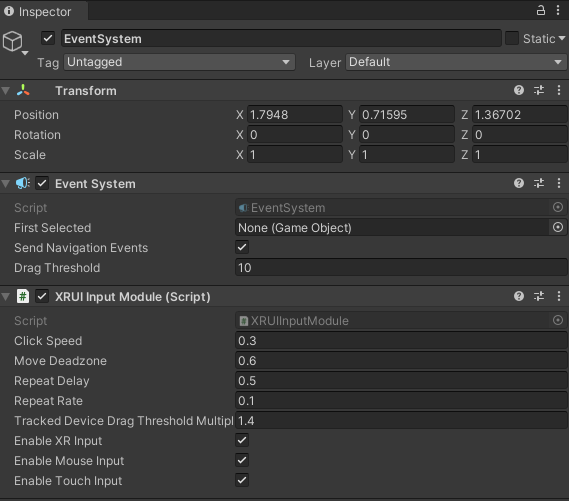 Inspector
EventSystem Static
Tag Untagged Layer Default
Transform
Position X 1.7948 Y 0.71595 Z 1.36702
Rotation X 0 Y 0 Z 0
Scale X 1 Y 1 Z 1
Event System
Script EventSystem
First Selected None (Game Object)
Send Navigation Events
Drag Threshold 10
# XRUI Input Module (Script)
Script # XRUIInputModule
Click Speed 0.3
Move Deadzone 0.6
Repeat Delay 0.5
Repeat Rate 0.1
Tracked Device Drag Threshold Multipl 1.4
Enable XR Input
Enable Mouse Input
Enable Touch Input